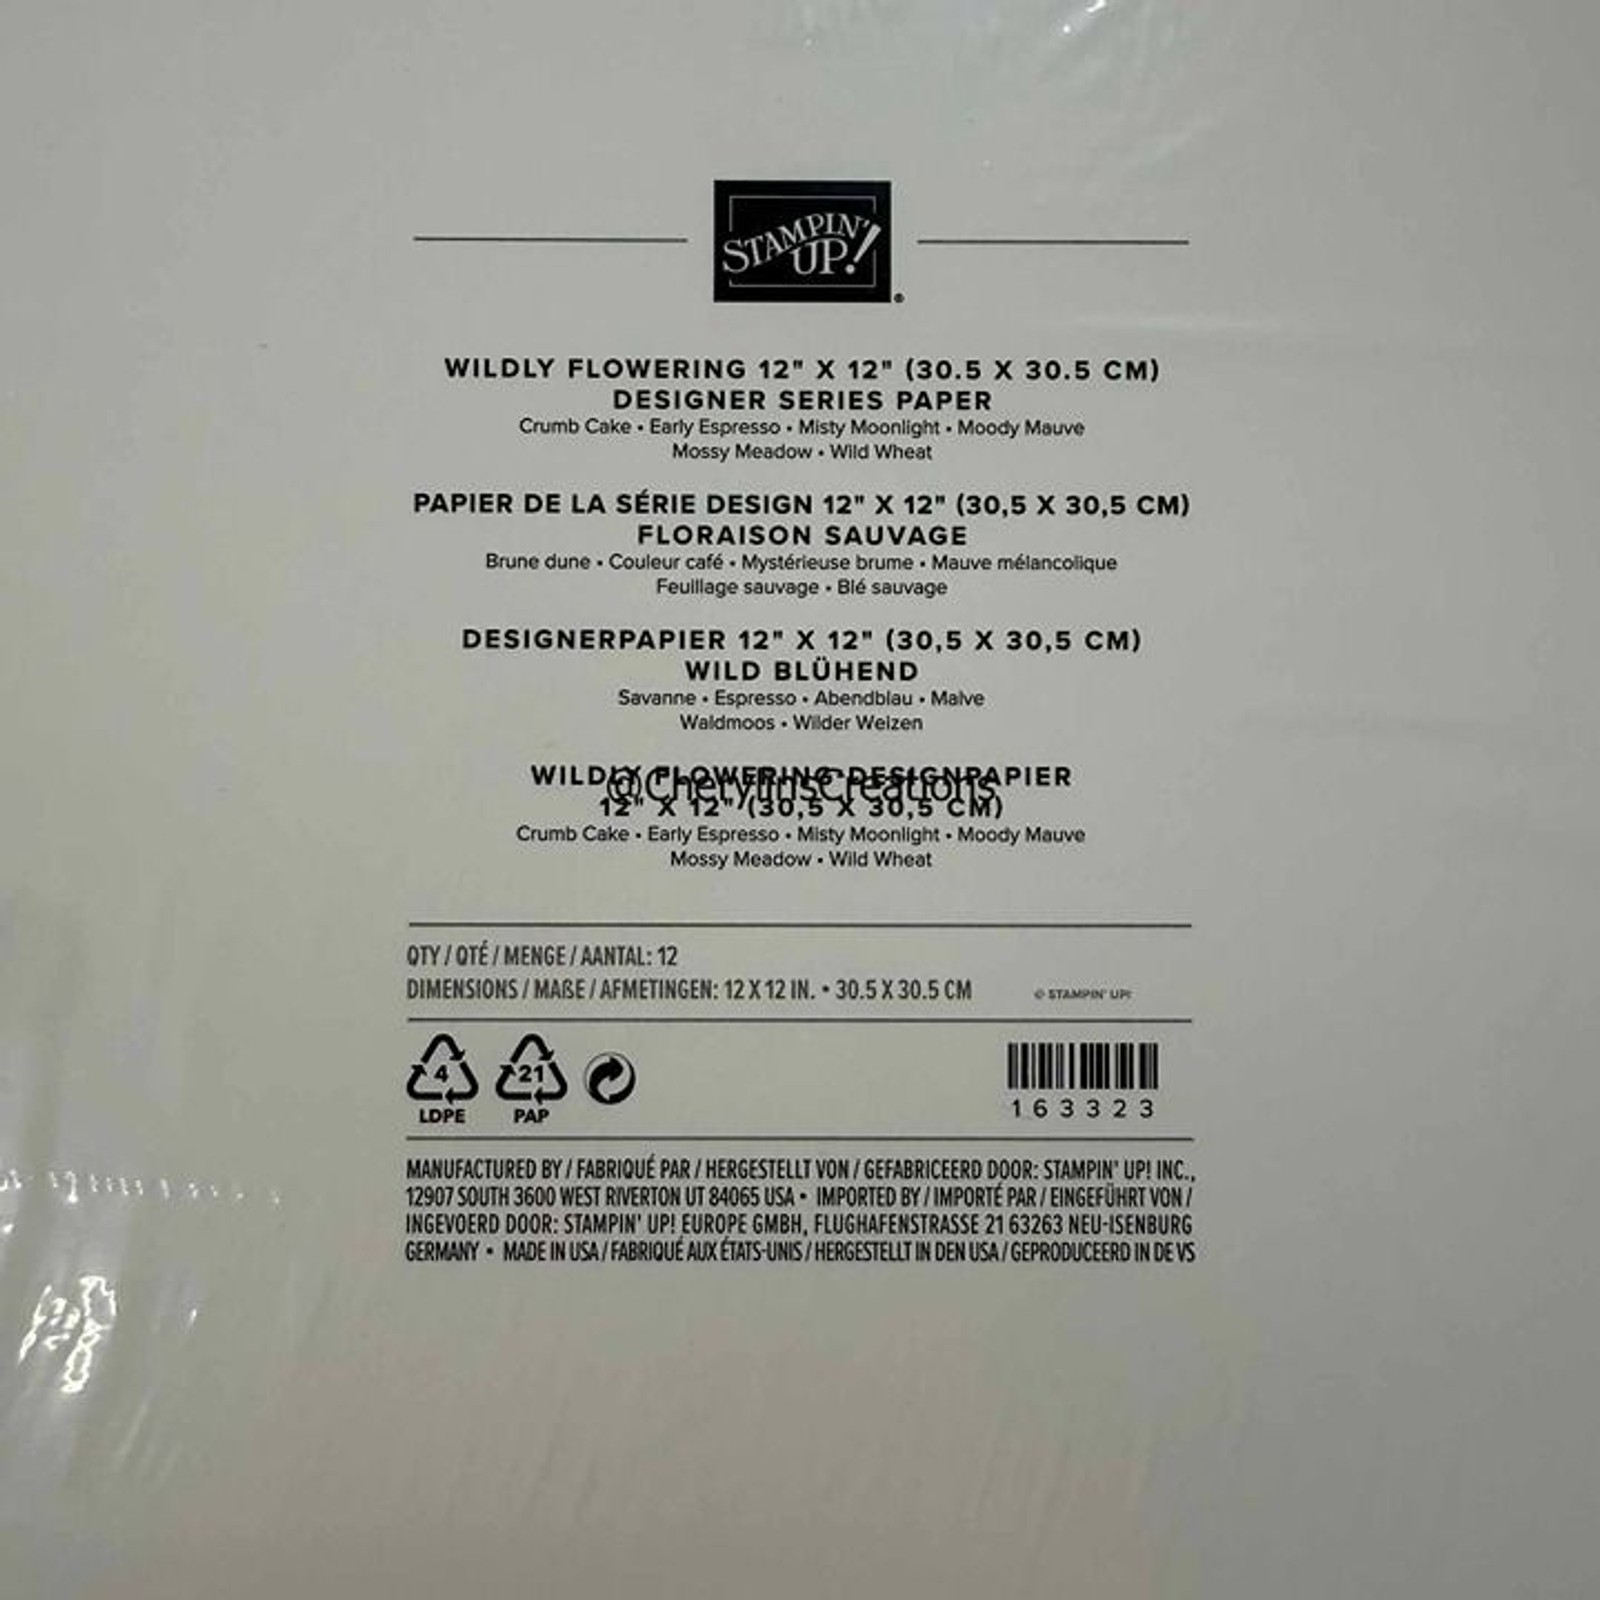 STAMPIN' UP!®
WILDLY FLOWERING 12" X 12" (30.5 X 30.5 CM)
DESIGNER SERIES PAPER
Crumb Cake • Early Espresso • Misty Moonlight • Moody Mauve
Mossy Meadow • Wild Wheat
PAPIER DE LA SÉRIE DESIGN 12" X 12" (30,5 X 30,5 CM)
FLORAISON SAUVAGE
Brune dune • Couleur café • Mystérieuse brume • Mauve mélancolique
Feuillage sauvage • Blé sauvage
DESIGNERPAPIER 12" X 12" (30,5 X 30,5 CM)
WILD BLÜHEND
Savanne • Espresso • Abendblau • Malve
Waldmoos • Wilder Weizen
WILDLY FLOWERING DESIGNPAPIER
@CherylinsCreations
12" X 12" (30,5 X 30,5 CM)
Crumb Cake • Early Espresso • Misty Moonlight • Moody Mauve
Mossy Meadow • Wild Wheat
QTY / QTÉ / MENGE / AANTAL: 12
DIMENSIONS / MAßE / AFMETINGEN: 12 X 12 IN. • 30.5 X 30.5 CM
© STAMPIN' UP!
4 21
LDPE PAP
163323
MANUFACTURED BY / FABRIQUÉ PAR / HERGESTELLT VON / GEFABRICEERD DOOR: STAMPIN' UP! INC.,
12907 SOUTH 3600 WEST RIVERTON UT 84065 USA • IMPORTED BY / IMPORTÉ PAR / EINGEFÜHRT VON /
INGEVOERD DOOR: STAMPIN' UP! EUROPE GMBH, FLUGHAFENSTRASSE 21 63263 NEU-ISENBURG
GERMANY • MADE IN USA / FABRIQUÉ AUX ÉTATS-UNIS / HERGESTELLT IN DEN USA / GEPRODUCEERD IN DE VS